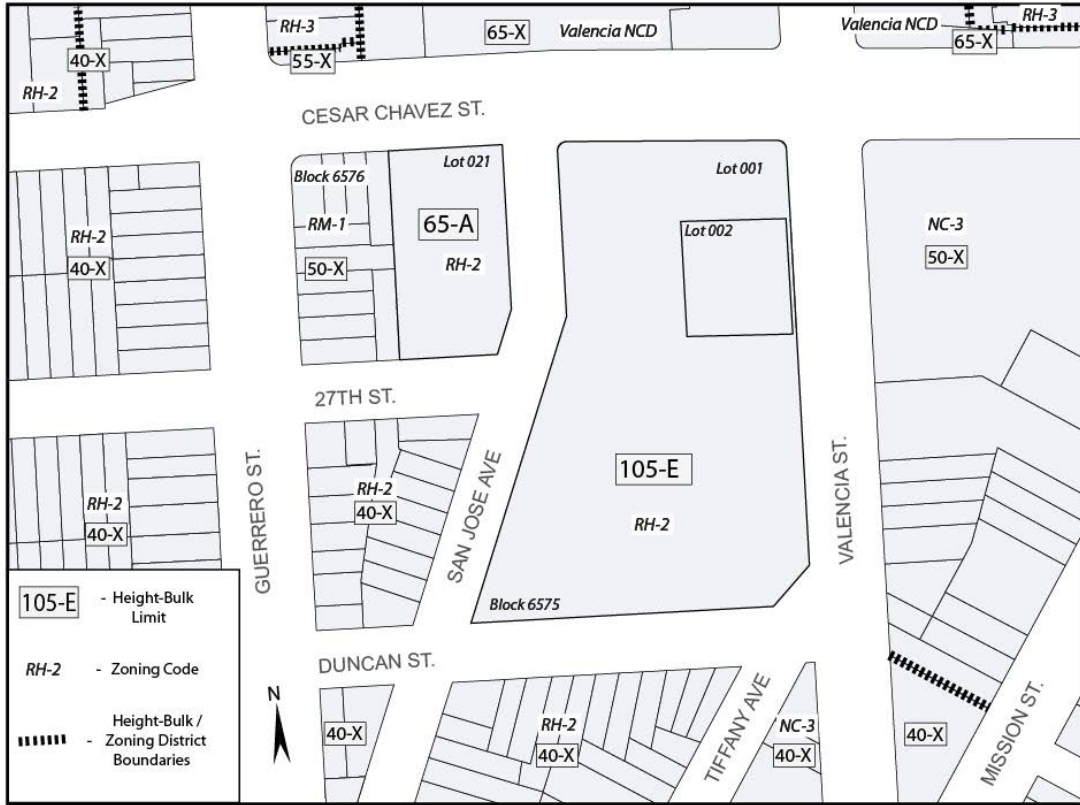 RH-3
65-X
Valencia NCD
Valencia NCD
RH-3
65-X
40-X
55-X
RH-2
CESAR CHAVEZ ST.
Lot 021
Lot 001
Block 6576
RM-1
65-A
Lot 002
NC-3
RH-2
40-X
50-X
RH-2
50-X
27TH ST.
GUERRERO ST.
SAN JOSE AVE
VALENCIA ST.
RH-2
40-X
105-E
RH-2
RH-2
40-X
Block 6575
105-E - Height-Bulk
Limit
RH-2 - Zoning Code
Height-Bulk /
- Zoning District
Boundaries
N
DUNCAN ST.
40-X
RH-2
40-X
TIFFANY AVE
NC-3
40-X
40-X
MISSION ST.